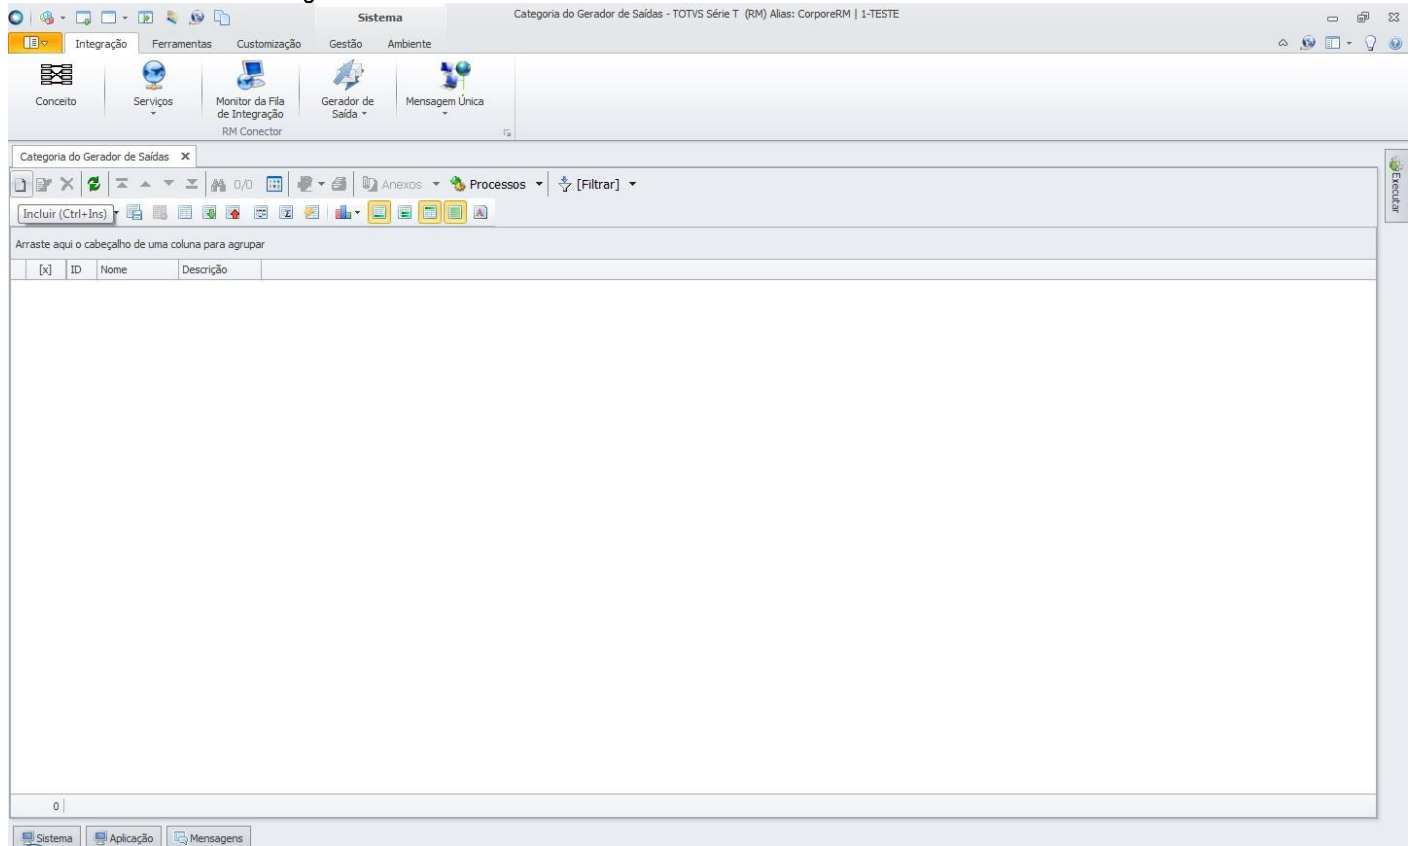 Sistema
Categoria do Gerador de Saídas - TOTVS Série T (RM) Alias: CorporeRM | 1-TESTE
Integração Ferramentas Customização Gestão Ambiente
Conceito Serviços Monitor da Fila de Integração Gerador de Saída Mensagem Única
RM Conector
Categoria do Gerador de Saídas X
0/0 Anexos Processos [Filtrar]
Incluir (Ctrl+Ins)
Executar
Arraste aqui o cabeçalho de uma coluna para agrupar
[x] ID Nome Descrição
0
Sistema Aplicação Mensagens